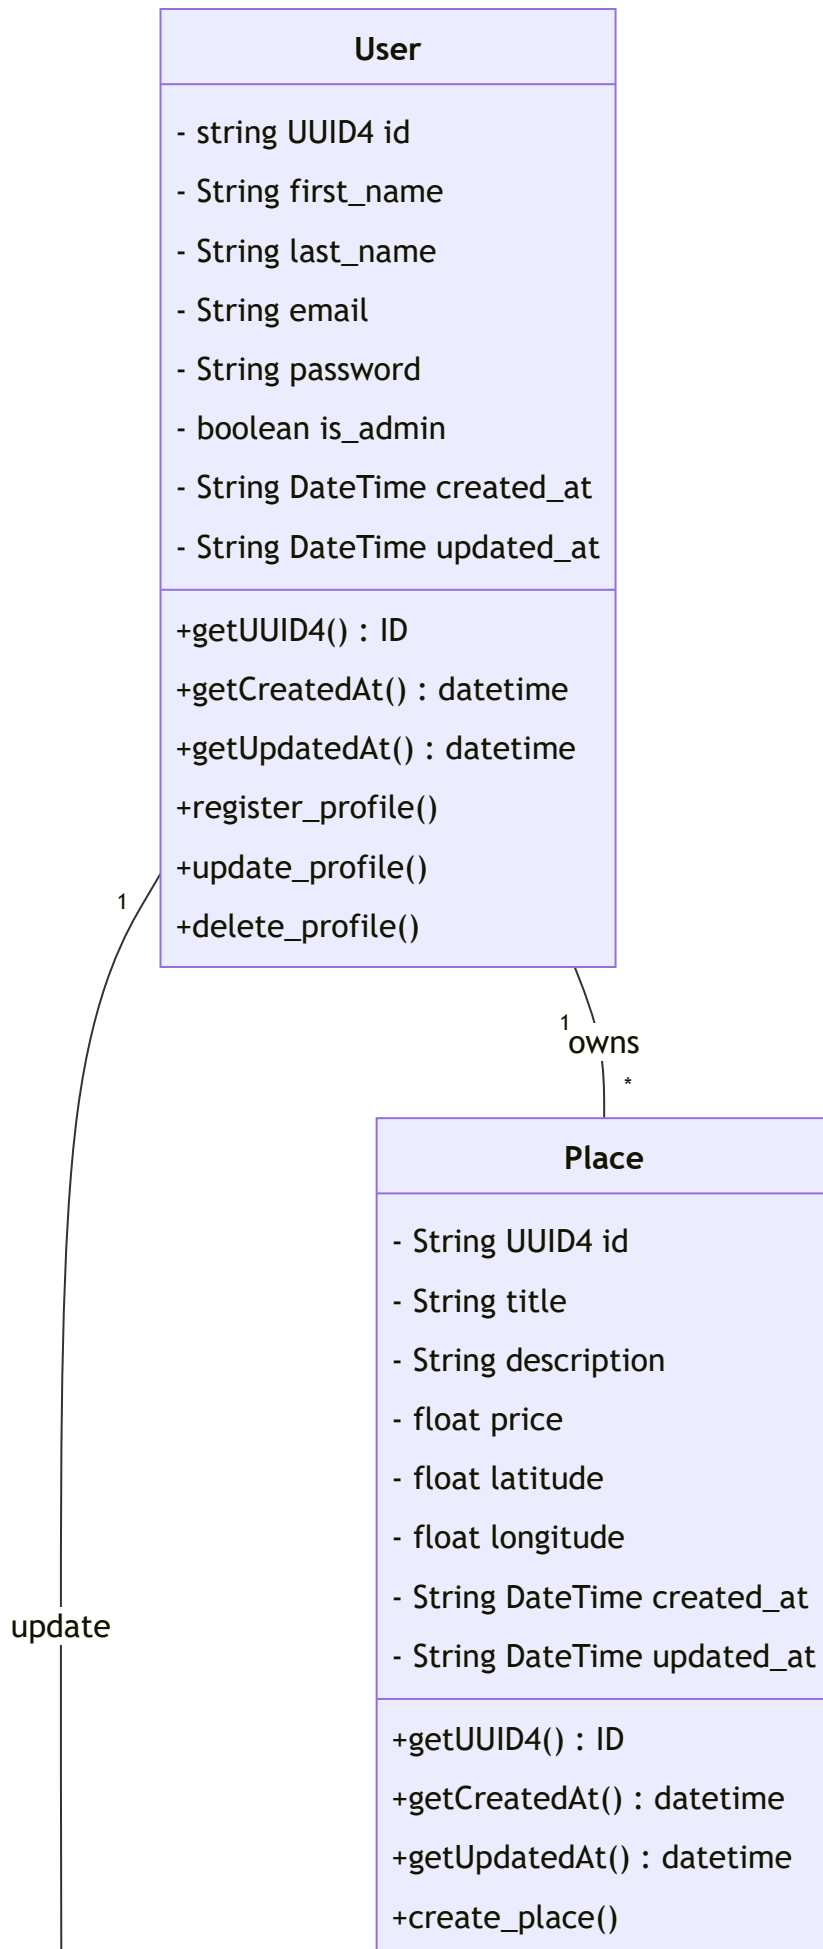 User
- string UUID4 id
- String first_name
- String last_name
- String email
- String password
- boolean is_admin
- String DateTime created_at
- String DateTime updated_at
+getUUID4() : ID
+getCreatedAt() : datetime
+getUpdatedAt() : datetime
+register_profile()
+update_profile()
+delete_profile()
1
1
owns
*
Place
- String UUID4 id
- String title
- String description
- float price
- float latitude
- float longitude
- String DateTime created_at
- String DateTime updated_at
update
+getUUID4() : ID
+getCreatedAt() : datetime
+getUpdatedAt() : datetime
+create_place()